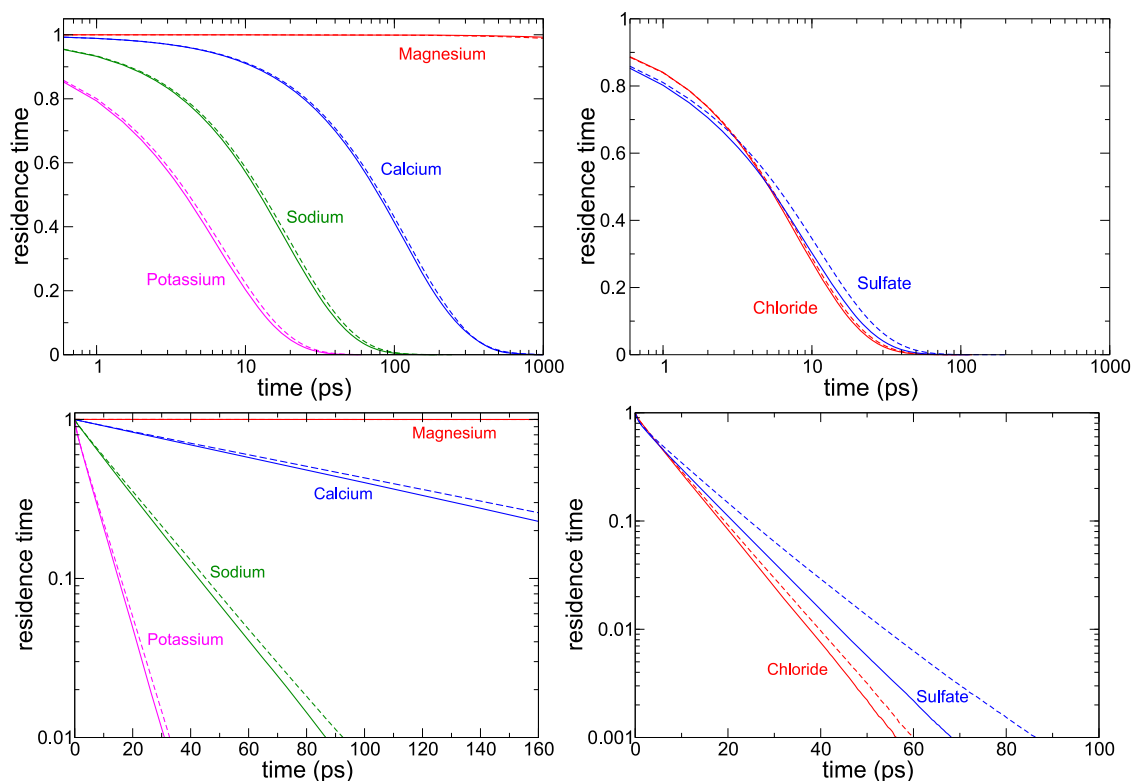 residence time
1
0.8
0.6
0.4
0.2
0
1
10
100
1000
time (ps)
Magnesium
Calcium
Sodium
Potassium
residence time
1
0.8
0.6
0.4
0.2
0
1
10
100
1000
time (ps)
Sulfate
Chloride
residence time
1
0.1
0.01
0
20
40
60
80
100
120
140
160
time (ps)
Magnesium
Calcium
Sodium
Potassium
residence time
1
0.1
0.01
0.001
0
20
40
60
80
100
time (ps)
Chloride
Sulfate